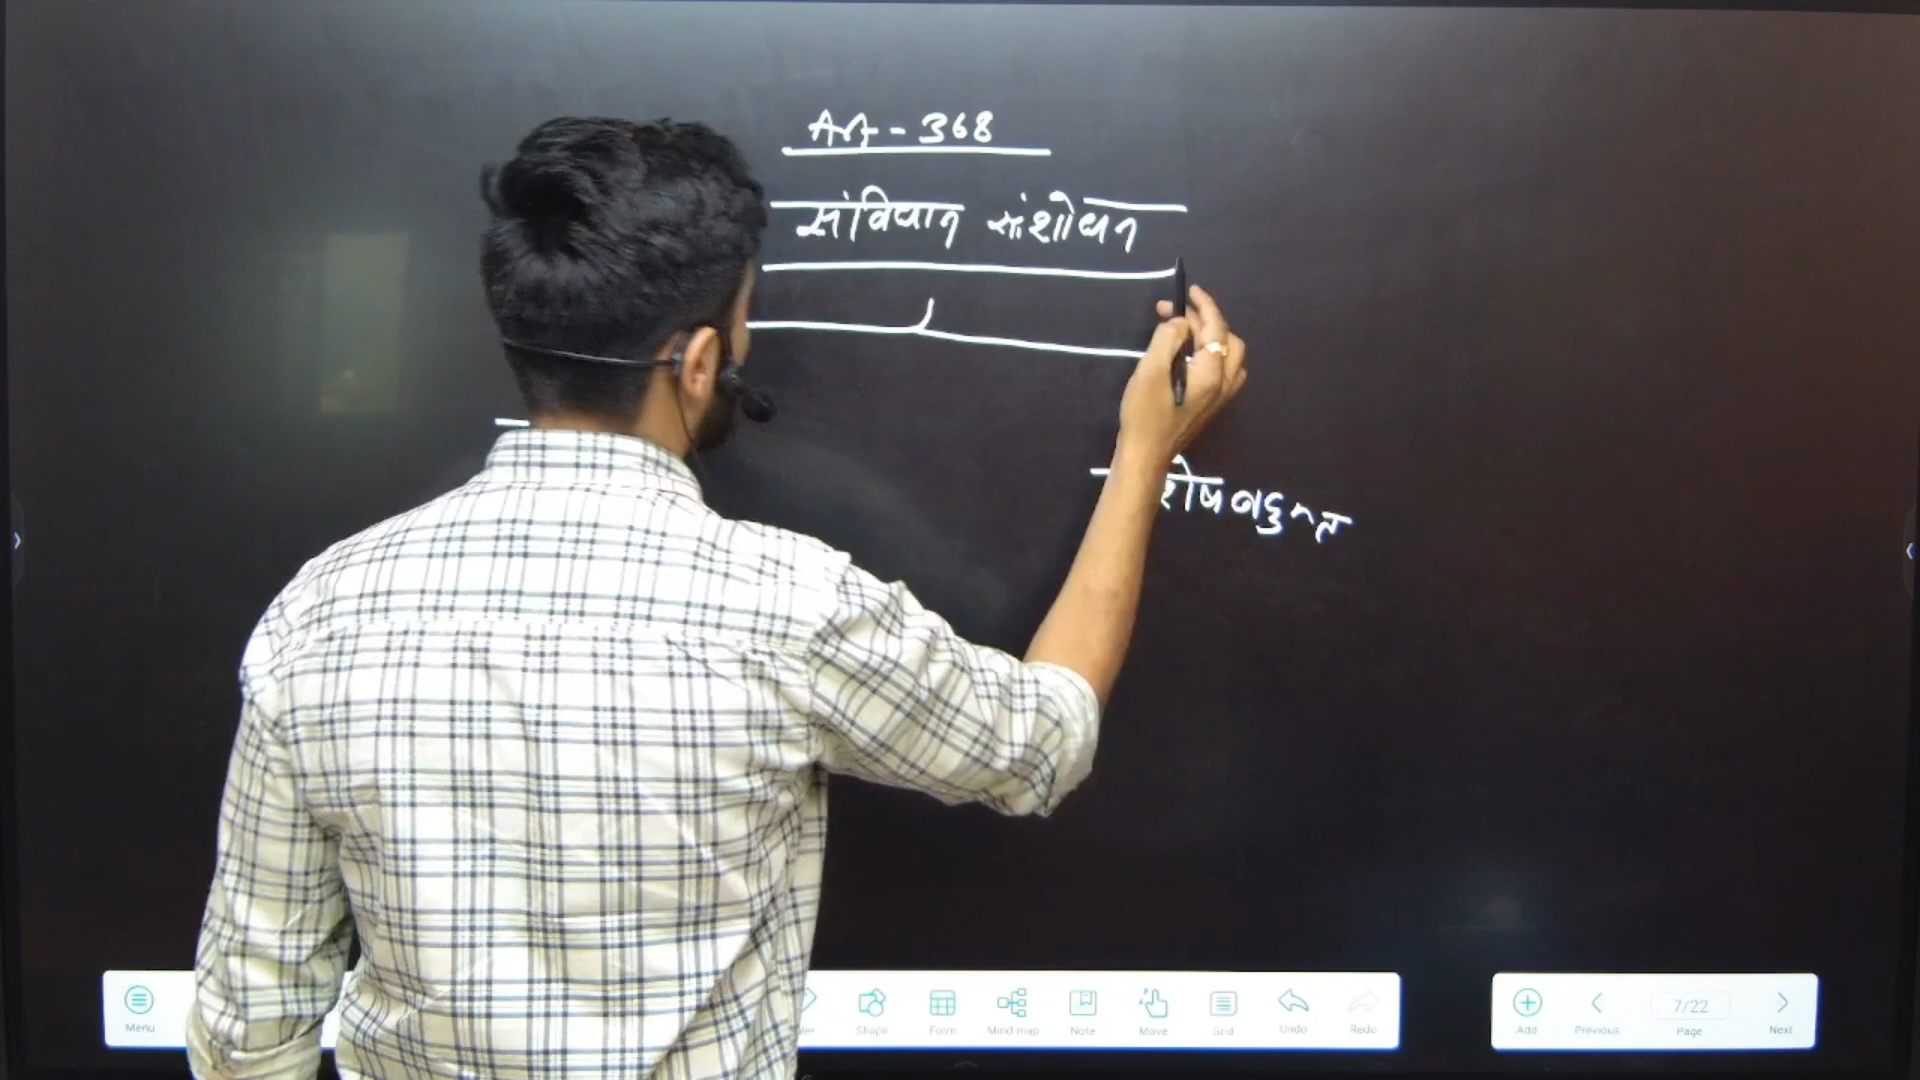 Art - 368
संविधान संशोधन
शेष बहुमत
Menu
Shape
Form
Mind map
Note
Move
Grid
Undo
Redo
Add
Previous
7/22
Page
Next